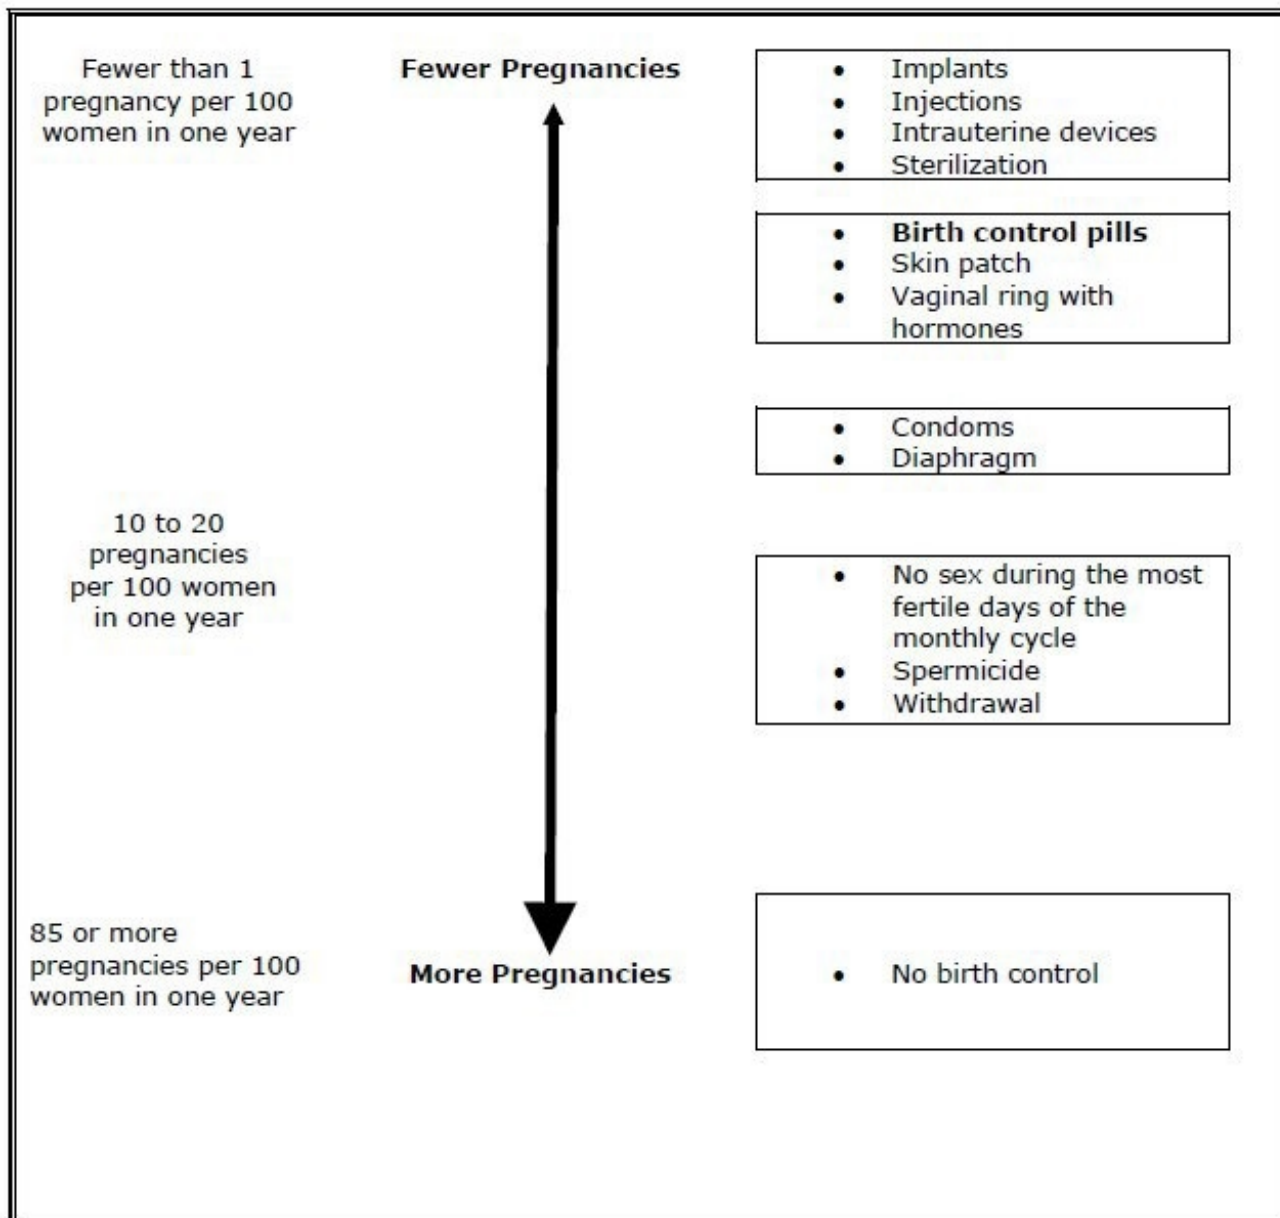 Fewer than 1
pregnancy per 100
women in one year
Fewer Pregnancies
• Implants
• Injections
• Intrauterine devices
• Sterilization
• Birth control pills
• Skin patch
• Vaginal ring with
hormones
• Condoms
• Diaphragm
10 to 20
pregnancies
per 100 women
in one year
• No sex during the most
fertile days of the
monthly cycle
• Spermicide
• Withdrawal
85 or more
pregnancies per 100
women in one year
More Pregnancies
• No birth control